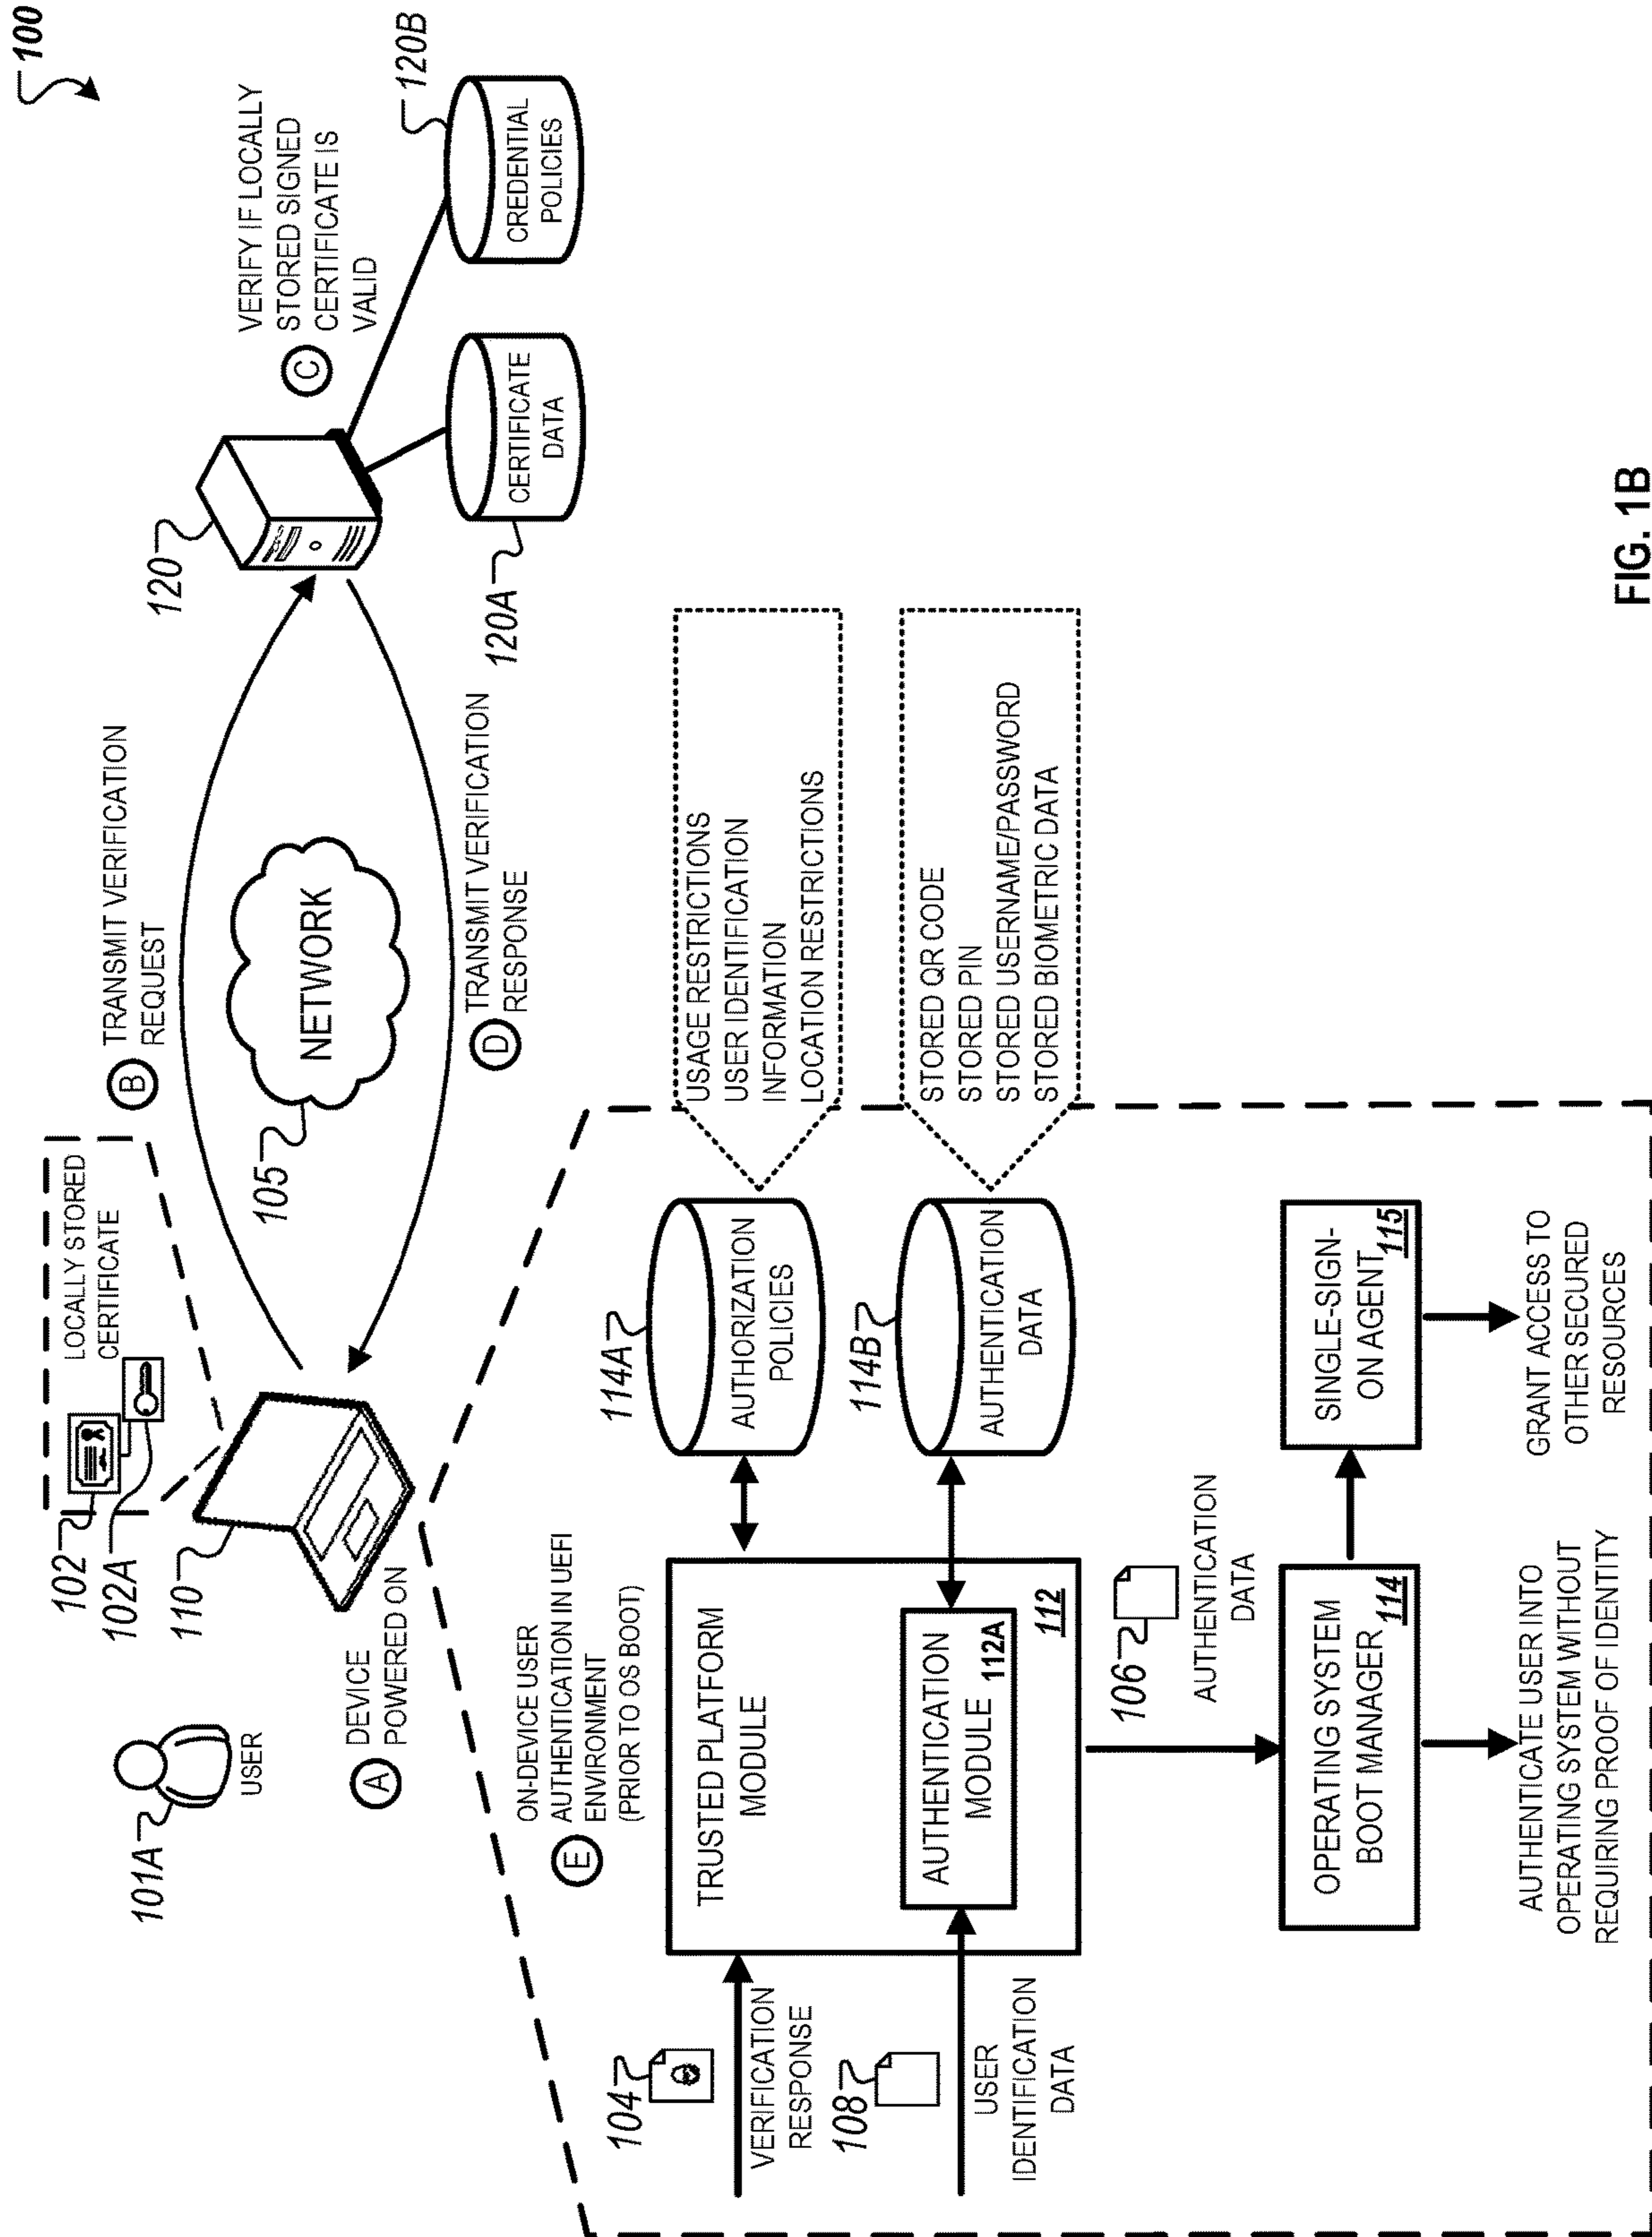 100
101A
USER
102
102A
LOCALLY STORED
CERTIFICATE
110
A
DEVICE
POWERED ON
B
TRANSMIT VERIFICATION
REQUEST
105
NETWORK
D
TRANSMIT VERIFICATION
RESPONSE
120
C
VERIFY IF LOCALLY
STORED SIGNED
CERTIFICATE IS
VALID
120A
CERTIFICATE
DATA
120B
CREDENTIAL
POLICIES
E
ON-DEVICE USER
AUTHENTICATION IN UEFI
ENVIRONMENT
(PRIOR TO OS BOOT)
104
VERIFICATION
RESPONSE
108
USER
IDENTIFICATION
DATA
TRUSTED PLATFORM
MODULE
AUTHENTICATION
MODULE 112A
112
114A
AUTHORIZATION
POLICIES
USAGE RESTRICTIONS
USER IDENTIFICATION
INFORMATION
LOCATION RESTRICTIONS
114B
AUTHENTICATION
DATA
STORED QR CODE
STORED PIN
STORED USERNAME/PASSWORD
STORED BIOMETRIC DATA
106
AUTHENTICATION
DATA
OPERATING SYSTEM
BOOT MANAGER
114
SINGLE-SIGN-
ON AGENT
115
AUTHENTICATE USER INTO
OPERATING SYSTEM WITHOUT
REQUIRING PROOF OF IDENTITY
GRANT ACCESS TO
OTHER SECURED
RESOURCES
FIG. 1B